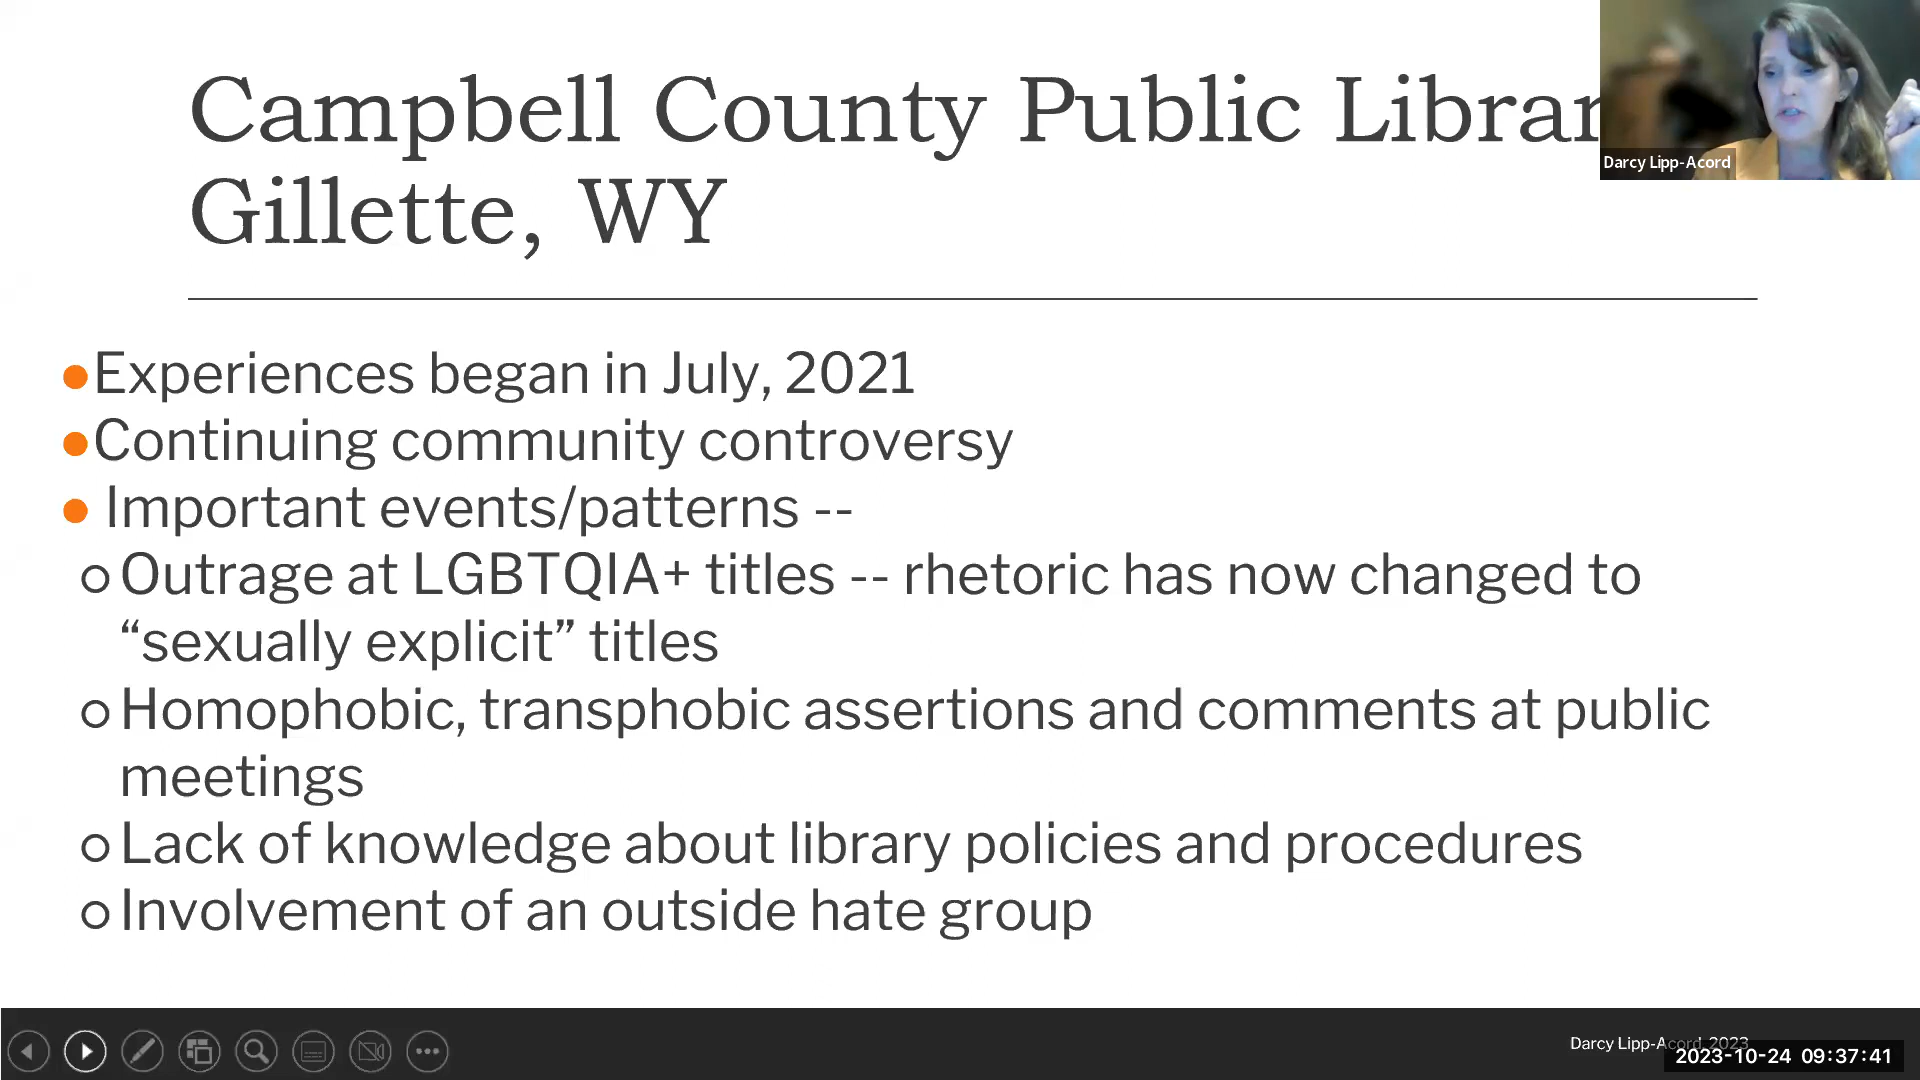 Campbell County Public Librar
Gillette, WY
Darcy Lipp-Acord
●Experiences began in July, 2021
●Continuing community controversy
● Important events/patterns --
○Outrage at LGBTQIA+ titles -- rhetoric has now changed to
“sexually explicit” titles
○Homophobic, transphobic assertions and comments at public
meetings
○Lack of knowledge about library policies and procedures
○Involvement of an outside hate group
Darcy Lipp-Acord, 2023
2023-10-24 09:37:41